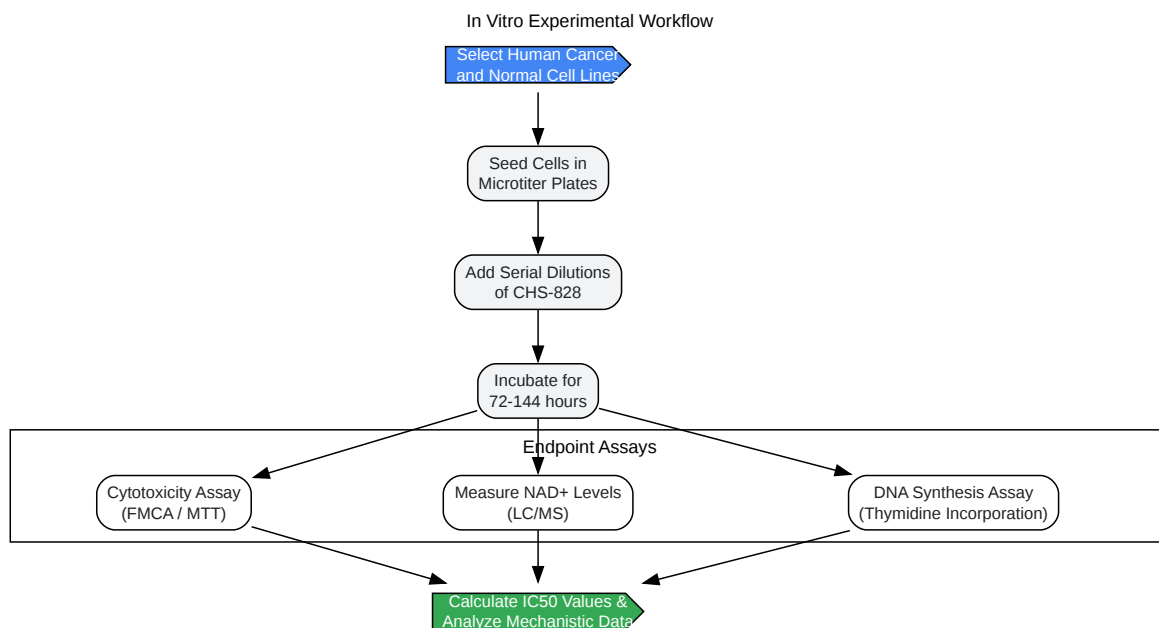 In Vitro Experimental Workflow
Select Human Cancer
and Normal Cell Lines
Seed Cells in
Microtiter Plates
Add Serial Dilutions
of CHS-828
Incubate for
72-144 hours
Endpoint Assays
Cytotoxicity Assay
(FMCA / MTT)
Measure NAD+ Levels
(LC/MS)
DNA Synthesis Assay
(Thymidine Incorporation)
Calculate IC50 Values &
Analyze Mechanistic Data